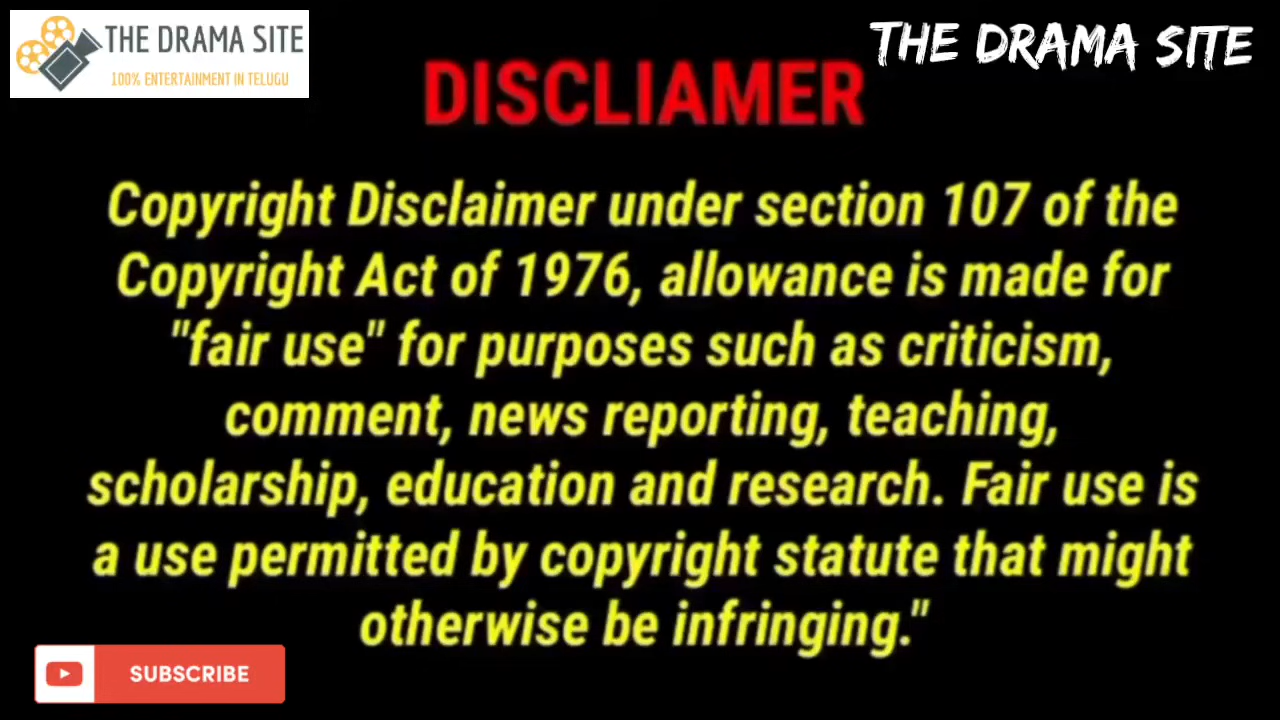 THE DRAMA SITE
100% ENTERTAINMENT IN TELUGU
THE DRAMA SITE
DISCLIAMER
Copyright Disclaimer under section 107 of the
Copyright Act of 1976, allowance is made for
"fair use" for purposes such as criticism,
comment, news reporting, teaching,
scholarship, education and research. Fair use is
a use permitted by copyright statute that might
otherwise be infringing."
SUBSCRIBE